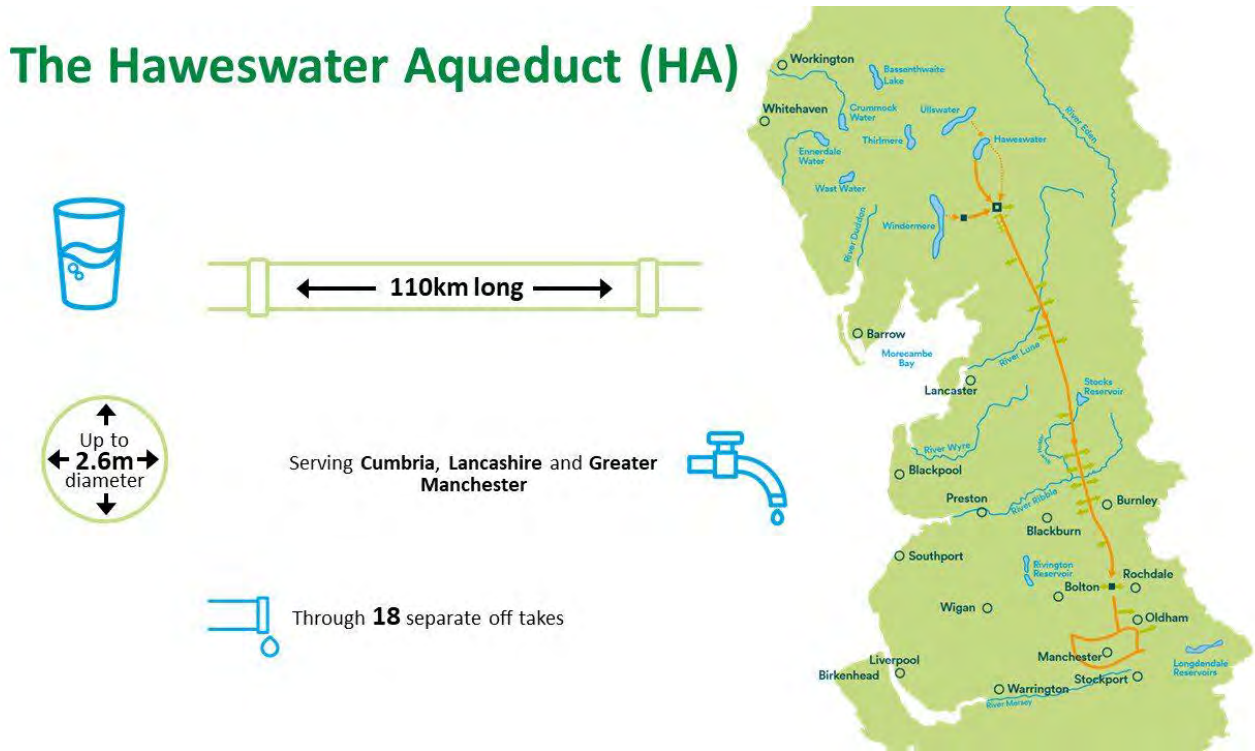 The Haweswater Aqueduct (HA)
110km long
Up to
2.6m
diameter
Serving Cumbria, Lancashire and Greater
Manchester
Through 18 separate off takes
Workington
Bassenthwaite
Lake
Whitehaven
Crummock
Water
Ullswater
River Eden
Ennerdale
Water
Thirlmere
Haweswater
Wast Water
River Duddon
Windermere
Barrow
Morecambe
Bay
River Lune
Lancaster
Stocks
Reservoir
River Wyre
Blackpool
Preston
River Ribble
Burnley
Blackburn
Southport
Rivington
Reservoir
Bolton
Rochdale
Wigan
Oldham
Manchester
Liverpool
Birkenhead
Stockport
Longdendale
Reservoirs
Warrington
River Mersey